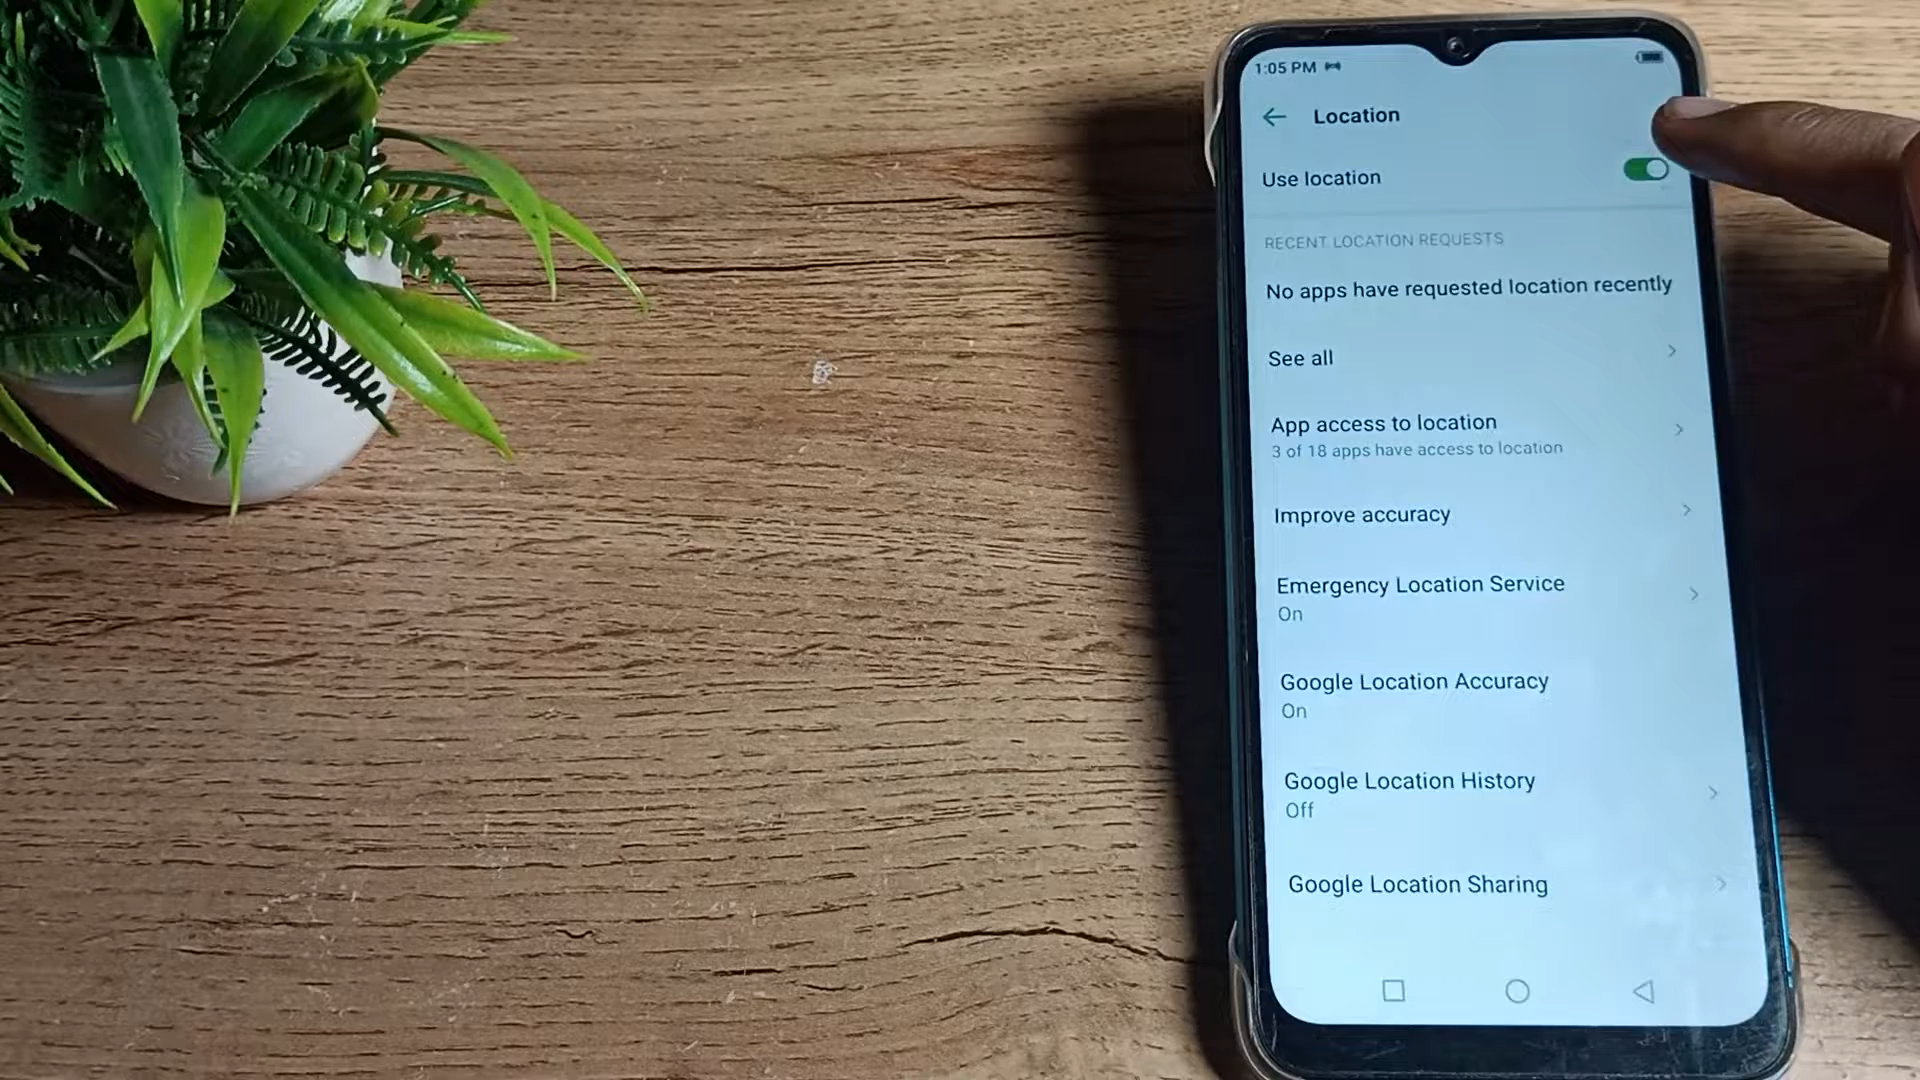 1:05 PM
Location
Use location
RECENT LOCATION REQUESTS
No apps have requested location recently
See all
App access to location
3 of 18 apps have access to location
Improve accuracy
Emergency Location Service
On
Google Location Accuracy
On
Google Location History
Off
Google Location Sharing